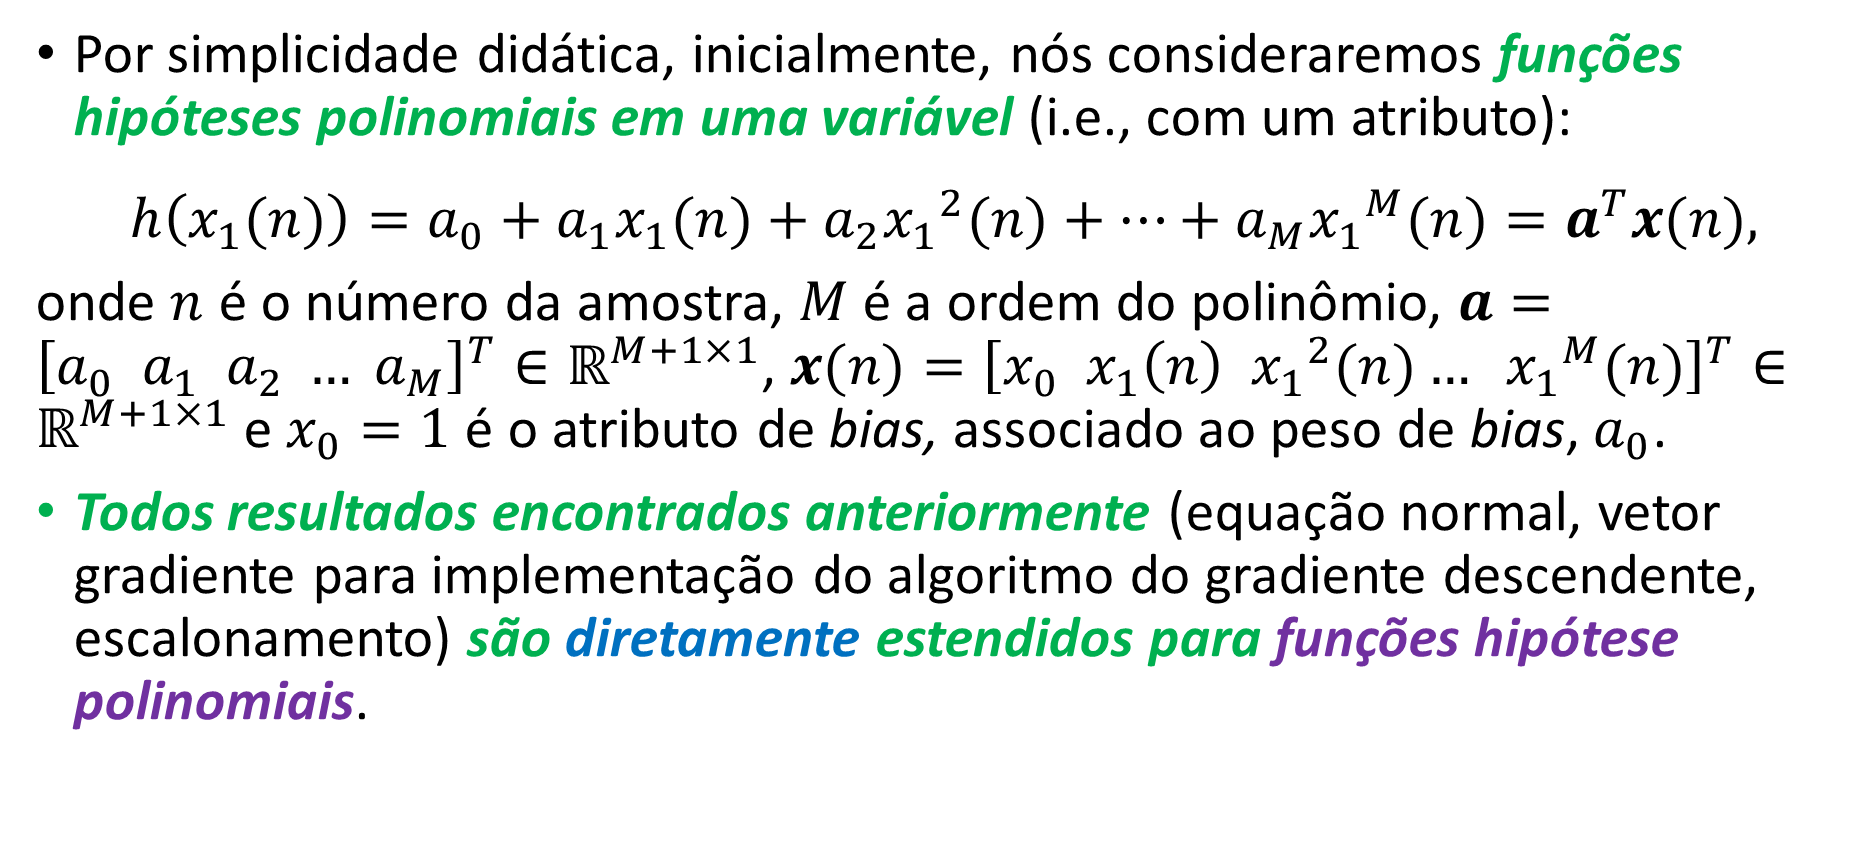 • Por simplicidade didática, inicialmente, nós consideraremos funções
hipóteses polinomiais em uma variável (i.e., com um atributo):
ℎ(𝑥₁(𝑛)) = 𝑎₀ + 𝑎₁𝑥₁(𝑛) + 𝑎₂𝑥₁²(𝑛) + ⋯ + 𝑎_M𝑥₁ᴹ(𝑛) = 𝒂ᵀ𝒙(𝑛),
onde 𝑛 é o número da amostra, 𝑀 é a ordem do polinômio, 𝒂 =
[𝑎₀ 𝑎₁ 𝑎₂ … 𝑎_M]ᵀ ∈ ℝ^{M+1×1}, 𝒙(𝑛) = [𝑥₀ 𝑥₁(𝑛) 𝑥₁²(𝑛) … 𝑥₁ᴹ(𝑛)]ᵀ ∈
ℝ^{M+1×1} e 𝑥₀ = 1 é o atributo de bias, associado ao peso de bias, 𝑎₀.
• Todos resultados encontrados anteriormente (equação normal, vetor
gradiente para implementação do algoritmo do gradiente descendente,
escalonamento) são diretamente estendidos para funções hipótese
polinomiais.